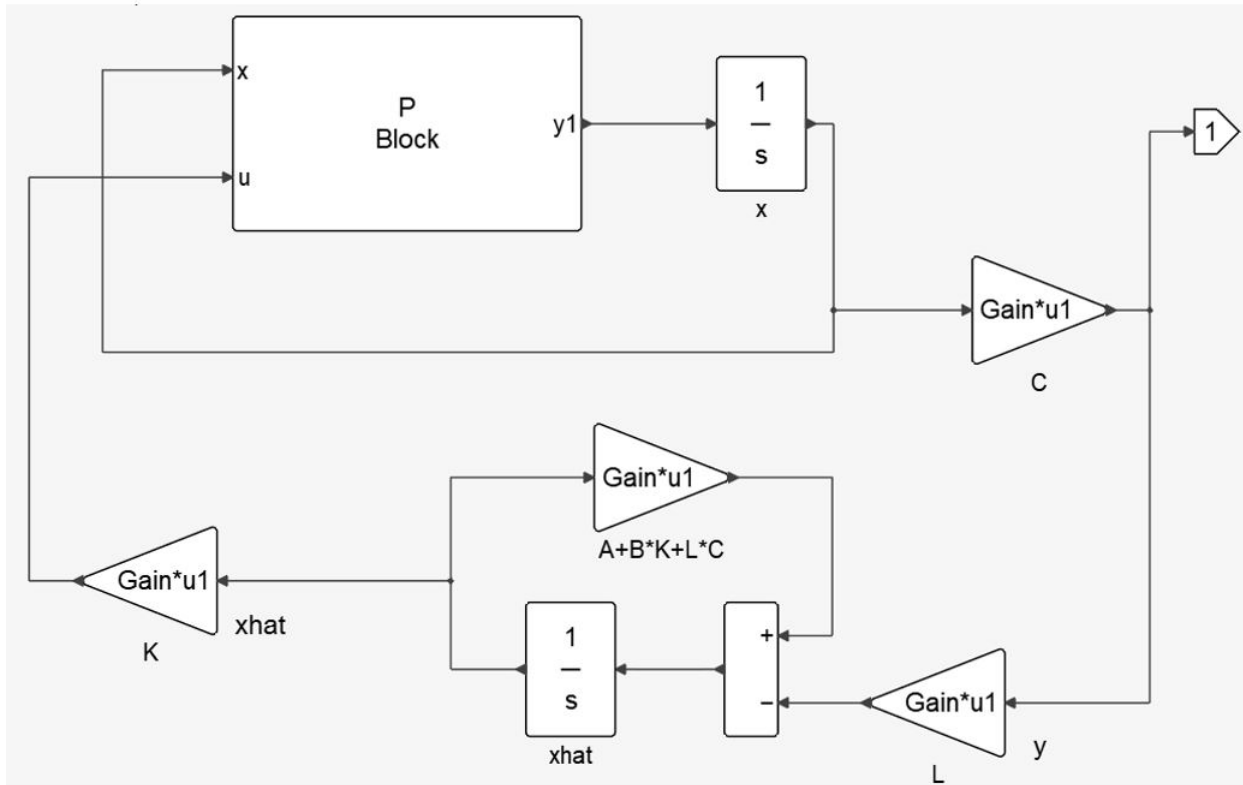 x
P
Block
y1
u
1
s
x
1
Gain*u1
C
Gain*u1
A+B*K+L*C
Gain*u1
K
xhat
1
s
xhat
+
−
Gain*u1
L
y